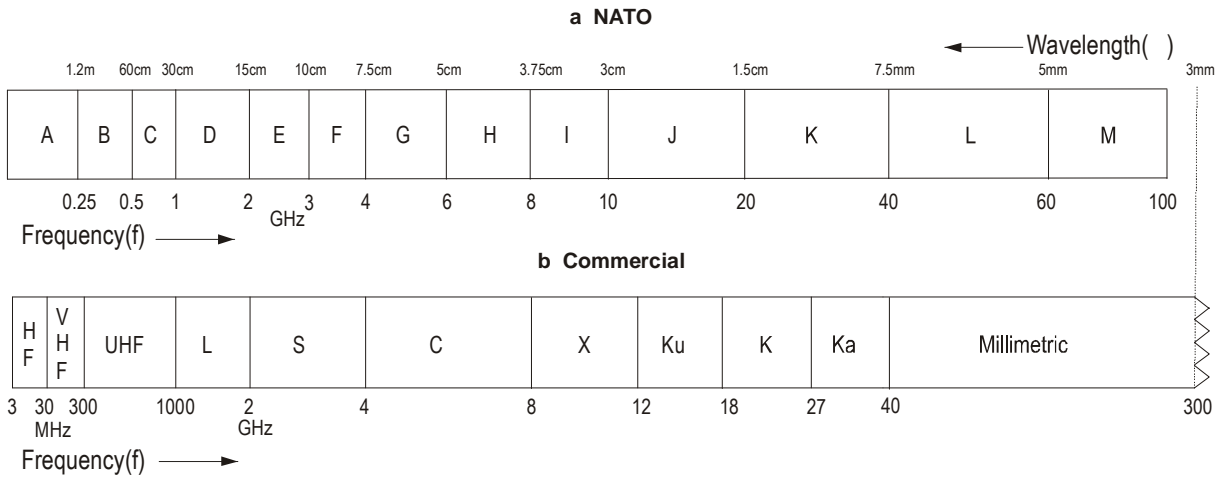 a NATO
Wavelength( )
1.2m 60cm 30cm 15cm 10cm 7.5cm 5cm 3.75cm 3cm 1.5cm 7.5mm 5mm 3mm
A B C D E F G H I J K L M
0.25 0.5 1 2 3 4 6 8 10 20 40 60 100
GHz
Frequency(f)
b Commercial
HF VHF UHF L S C X Ku K Ka Millimetric
3 30 300 1000 2 4 8 12 18 27 40 300
MHz GHz
Frequency(f)